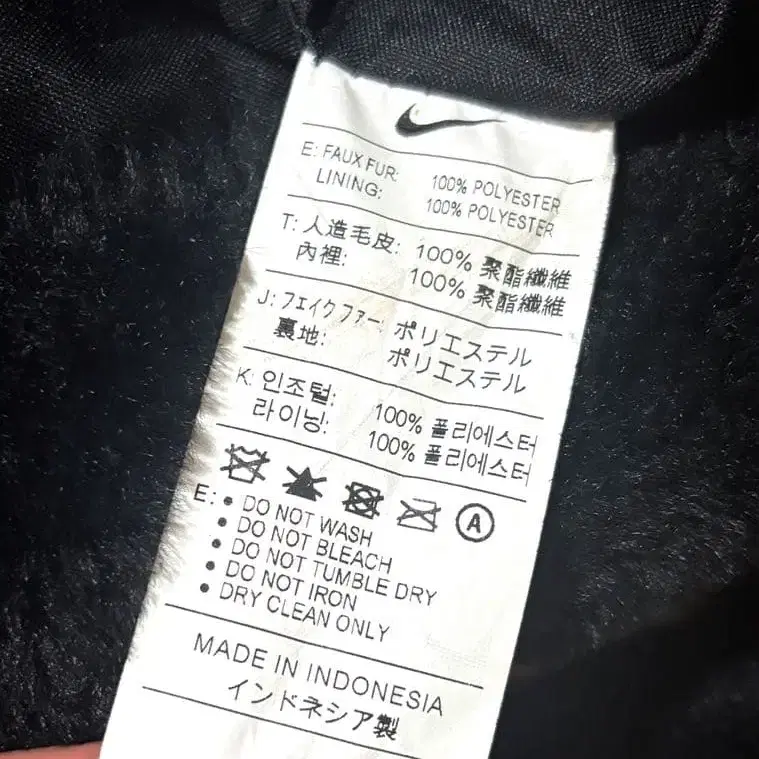 E: FAUX FUR: 100% POLYESTER
LINING: 100% POLYESTER
T: 人造毛皮: 100% 聚酯纖維
內裡: 100% 聚酯纖維
J: フェイクファー: ポリエステル
裏地: ポリエステル
K: 인조털: 100% 폴리에스터
라이닝: 100% 폴리에스터
A
E: • DO NOT WASH
• DO NOT BLEACH
• DO NOT TUMBLE DRY
• DO NOT IRON
• DRY CLEAN ONLY
MADE IN INDONESIA
インドネシア製